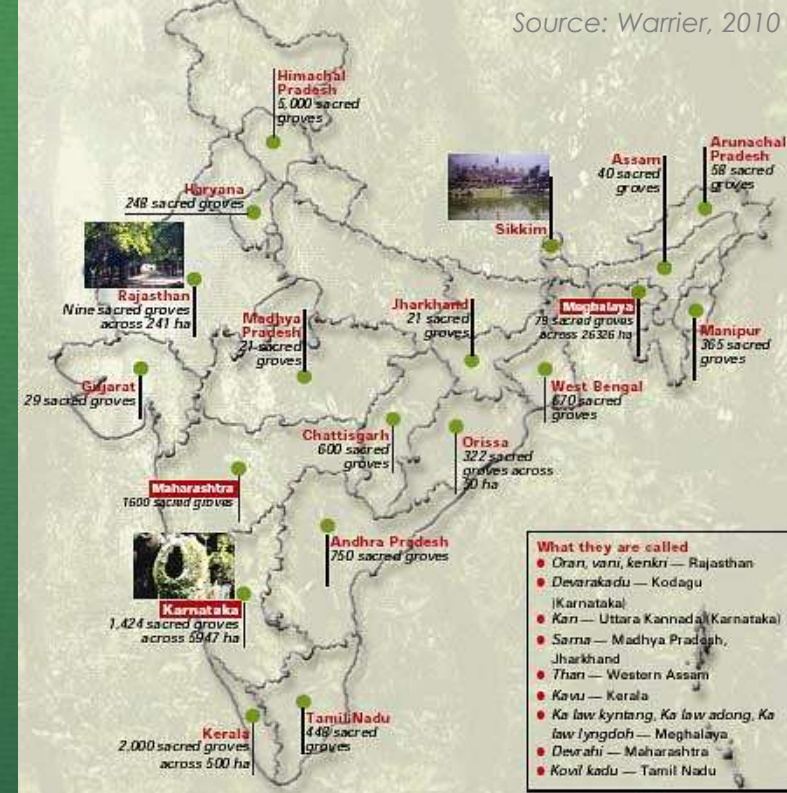 Source: Warrier, 2010
Himachal
Pradesh
5,000 sacred
groves
Haryana
248 sacred groves
Rajasthan
Nine sacred groves
across 241 ha
Gujarat
29 sacred groves
Madhya
Pradesh
21 sacred
groves
Jharkhand
21 sacred
groves
Sikkim
Assam
40 sacred
groves
Arunachal
Pradesh
58 sacred
groves
Meghalaya
79 sacred groves
across 26326 ha
Manipur
365 sacred
groves
West Bengal
670 sacred
groves
Chattisgarh
600 sacred
groves
Orissa
322 sacred
groves across
50 ha
Maharashtra
1600 sacred groves
Andhra Pradesh
750 sacred groves
Karnataka
1,424 sacred groves
across 5947 ha
Kerala
2,000 sacred groves
across 500 ha
Tamil Nadu
448 sacred
groves
What they are called
Oran, vani, kenkri — Rajasthan
Devarakadu — Kodagu
(Karnataka)
Kan — Uttara Kannada (Karnataka)
Sarna — Madhya Pradesh,
Jharkhand
Than — Western Assam
Kavu — Kerala
Ka law kyntang, Ka law adong, Ka
law lyngdoh — Meghalaya
Devrahi — Maharashtra
Kovil kadu — Tamil Nadu